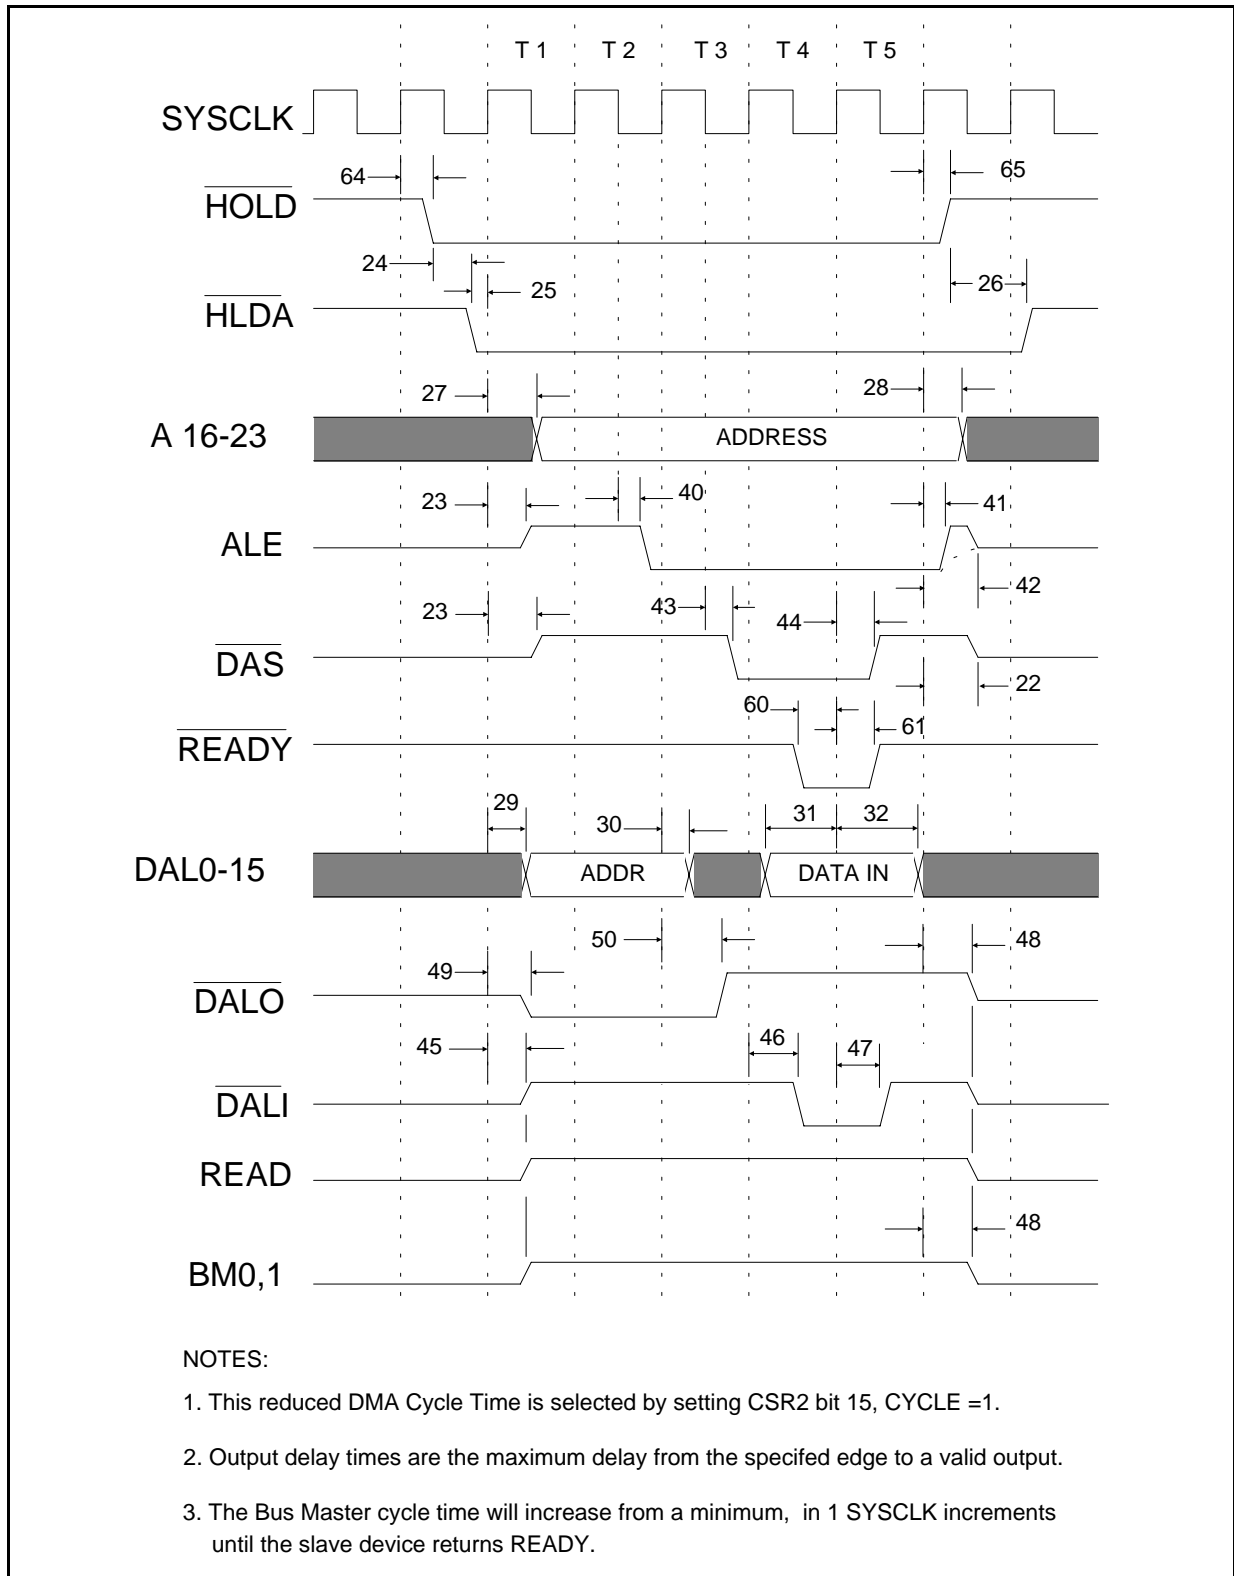 T 1 T 2 T 3 T 4 T 5
SYSCLK
64 65
HOLD
24 26
25
HLDA
27 28
A 16-23 ADDRESS
23 40 41
ALE
42
23 43 44
DAS
22
60 61
READY
29 30 31 32
DAL0-15 ADDR DATA IN
50 48
49
DALO
45 46 47
DALI
READ
48
BM0,1
NOTES:
1. This reduced DMA Cycle Time is selected by setting CSR2 bit 15, CYCLE =1.
2. Output delay times are the maximum delay from the specifed edge to a valid output.
3. The Bus Master cycle time will increase from a minimum, in 1 SYSCLK increments
until the slave device returns READY.